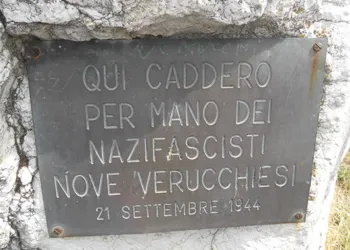 QUI CADDERO
PER MANO DEI
NAZIFASCISTI
NOVE VERUCCHIESI
21 SETTEMBRE 1944